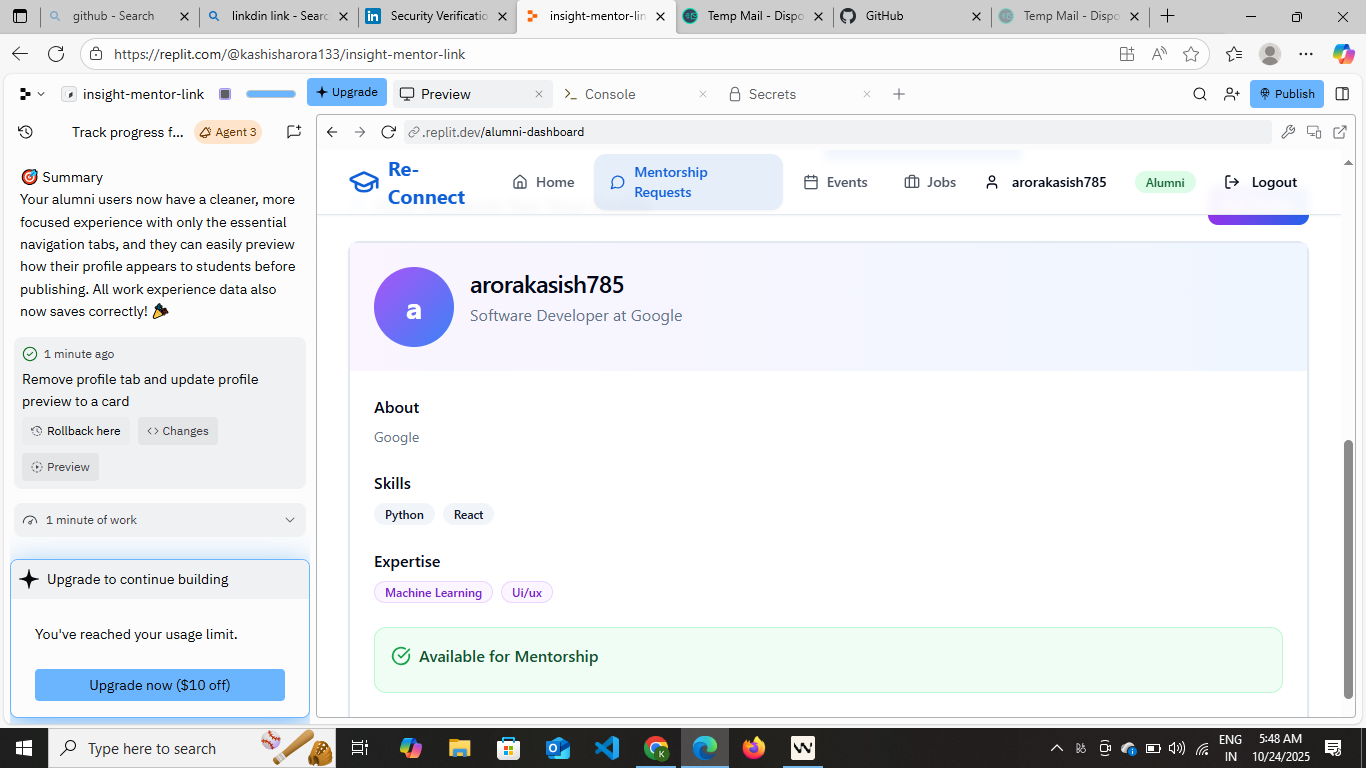 github - Search
linkdin link - Searc
Security Verificatio
insight-mentor-lin
Temp Mail - Dispo
GitHub
Temp Mail - Dispo
https://replit.com/@kashisharora133/insight-mentor-link
insight-mentor-link
Upgrade
Preview
Console
Secrets
Publish
Track progress f...
Agent 3
.replit.dev/alumni-dashboard
🎯 Summary
Your alumni users now have a cleaner, more
focused experience with only the essential
navigation tabs, and they can easily preview
how their profile appears to students before
publishing. All work experience data also
now saves correctly! 🎉
1 minute ago
Remove profile tab and update profile
preview to a card
Rollback here
Changes
Preview
1 minute of work
Upgrade to continue building
You've reached your usage limit.
Upgrade now ($10 off)
Re-
Connect
Home
Mentorship
Requests
Events
Jobs
arorakasish785
Alumni
Logout
a
arorakasish785
Software Developer at Google
About
Google
Skills
Python
React
Expertise
Machine Learning
Ui/ux
Available for Mentorship
Type here to search
ENG
IN
5:48 AM
10/24/2025